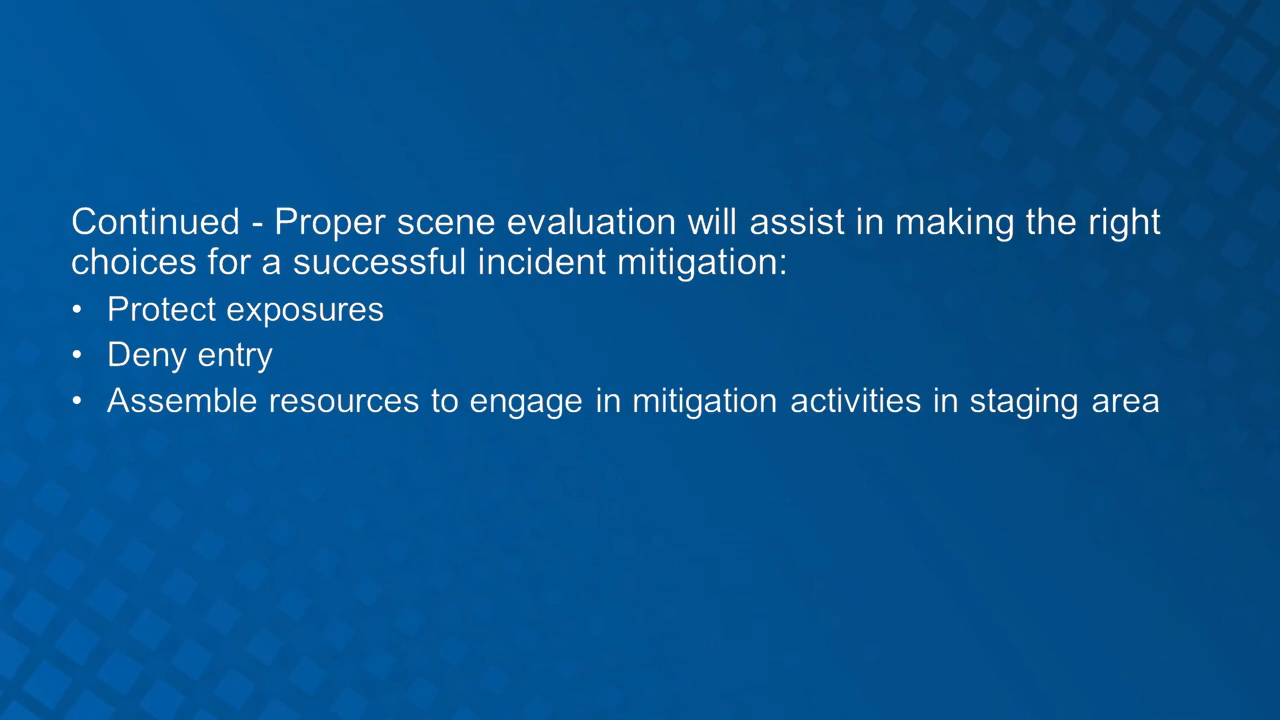 Continued - Proper scene evaluation will assist in making the right
choices for a successful incident mitigation:
• Protect exposures
• Deny entry
• Assemble resources to engage in mitigation activities in staging area